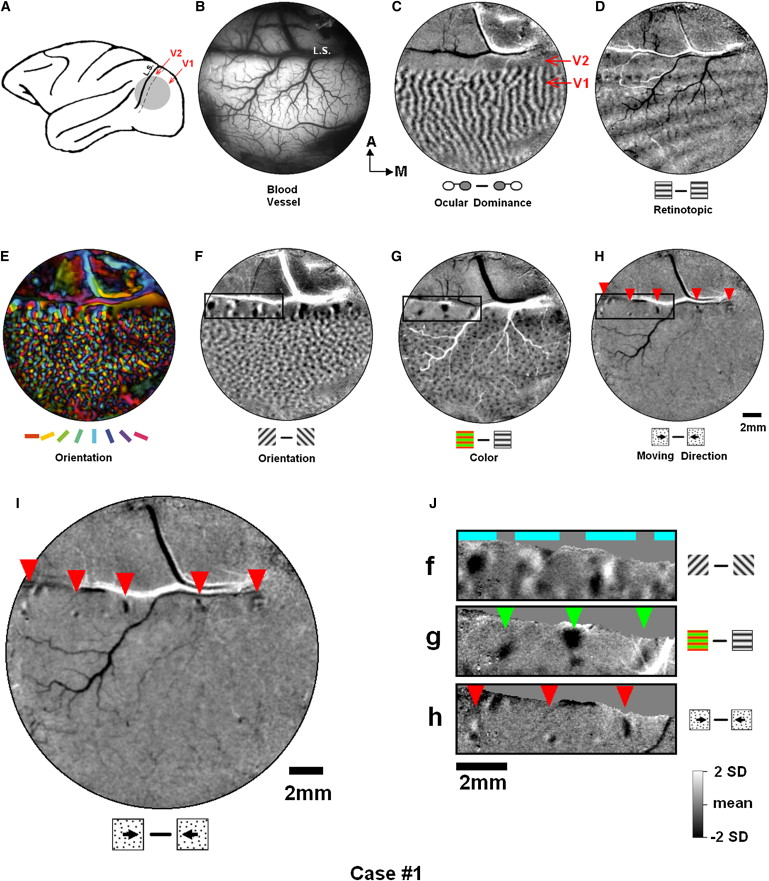 A
L.S.
V2
V1
B
L.S.
Blood
Vessel
A
M
C
V2
V1
Ocular Dominance
D
Retinotopic
E
Orientation
F
Orientation
G
Color
H
2mm
Moving Direction
I
2mm
J
f
g
h
2mm
2 SD
mean
-2 SD
Case #1